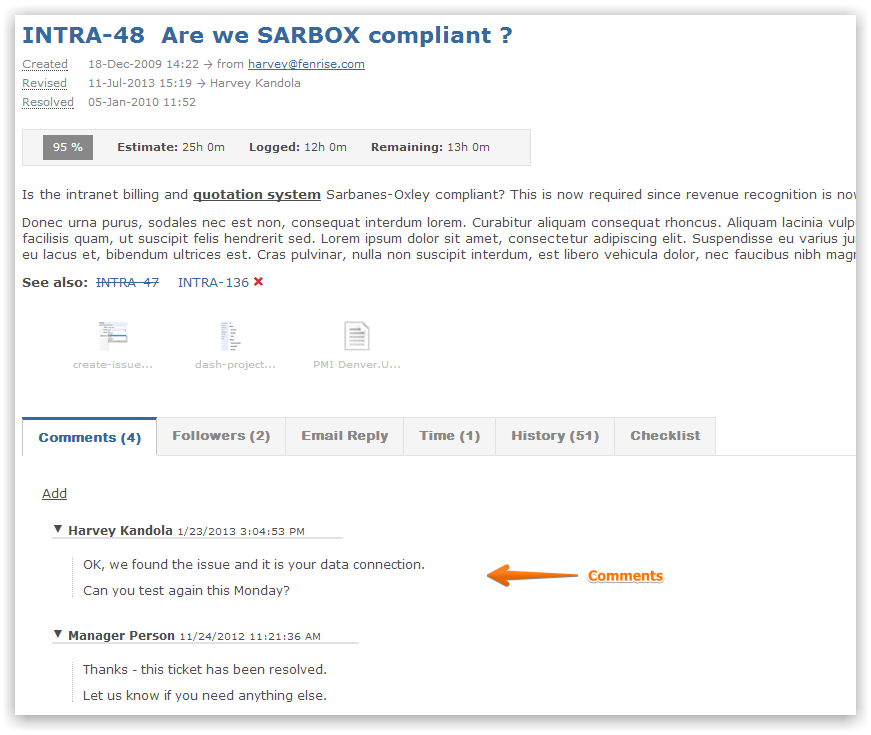 INTRA-48 Are we SARBOX compliant ?
Created 18-Dec-2009 14:22 → from harvey@fenrise.com
Revised 11-Jul-2013 15:19 → Harvey Kandola
Resolved 05-Jan-2010 11:52
95 % Estimate: 25h 0m Logged: 12h 0m Remaining: 13h 0m
Is the intranet billing and quotation system Sarbanes-Oxley compliant? This is now required since revenue recognition is
Donec urna purus, sodales nec est non, consequat interdum lorem. Curabitur aliquam consequat rhoncus. Aliquam lacinia
facilisis quam, ut suscipit felis hendrerit sed. Lorem ipsum dolor sit amet, consectetur adipiscing elit. Suspendisse eu varius
eu lacus et, bibendum ultrices est. Cras pulvinar, nulla non suscipit interdum, est libero vehicula dolor, nec faucibus nibh
See also: INTRA-47 INTRA-136
create-issue... dash-project... PMI Denver.U...
Comments (4) Followers (2) Email Reply Time (1) History (51) Checklist
Add
Harvey Kandola 1/23/2013 3:04:53 PM
OK, we found the issue and it is your data connection.
Comments
Can you test again this Monday?
Manager Person 11/24/2012 11:21:36 AM
Thanks - this ticket has been resolved.
Let us know if you need anything else.